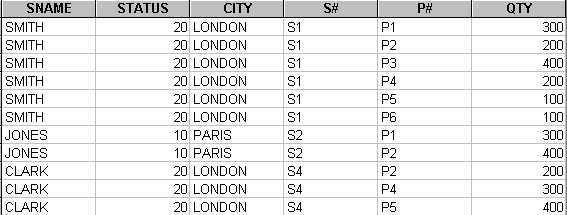 SNAME STATUS CITY S# P# QTY
SMITH 20 LONDON S1 P1 300
SMITH 20 LONDON S1 P2 200
SMITH 20 LONDON S1 P3 400
SMITH 20 LONDON S1 P4 200
SMITH 20 LONDON S1 P5 100
SMITH 20 LONDON S1 P6 100
JONES 10 PARIS S2 P1 300
JONES 10 PARIS S2 P2 400
CLARK 20 LONDON S4 P2 200
CLARK 20 LONDON S4 P4 300
CLARK 20 LONDON S4 P5 400